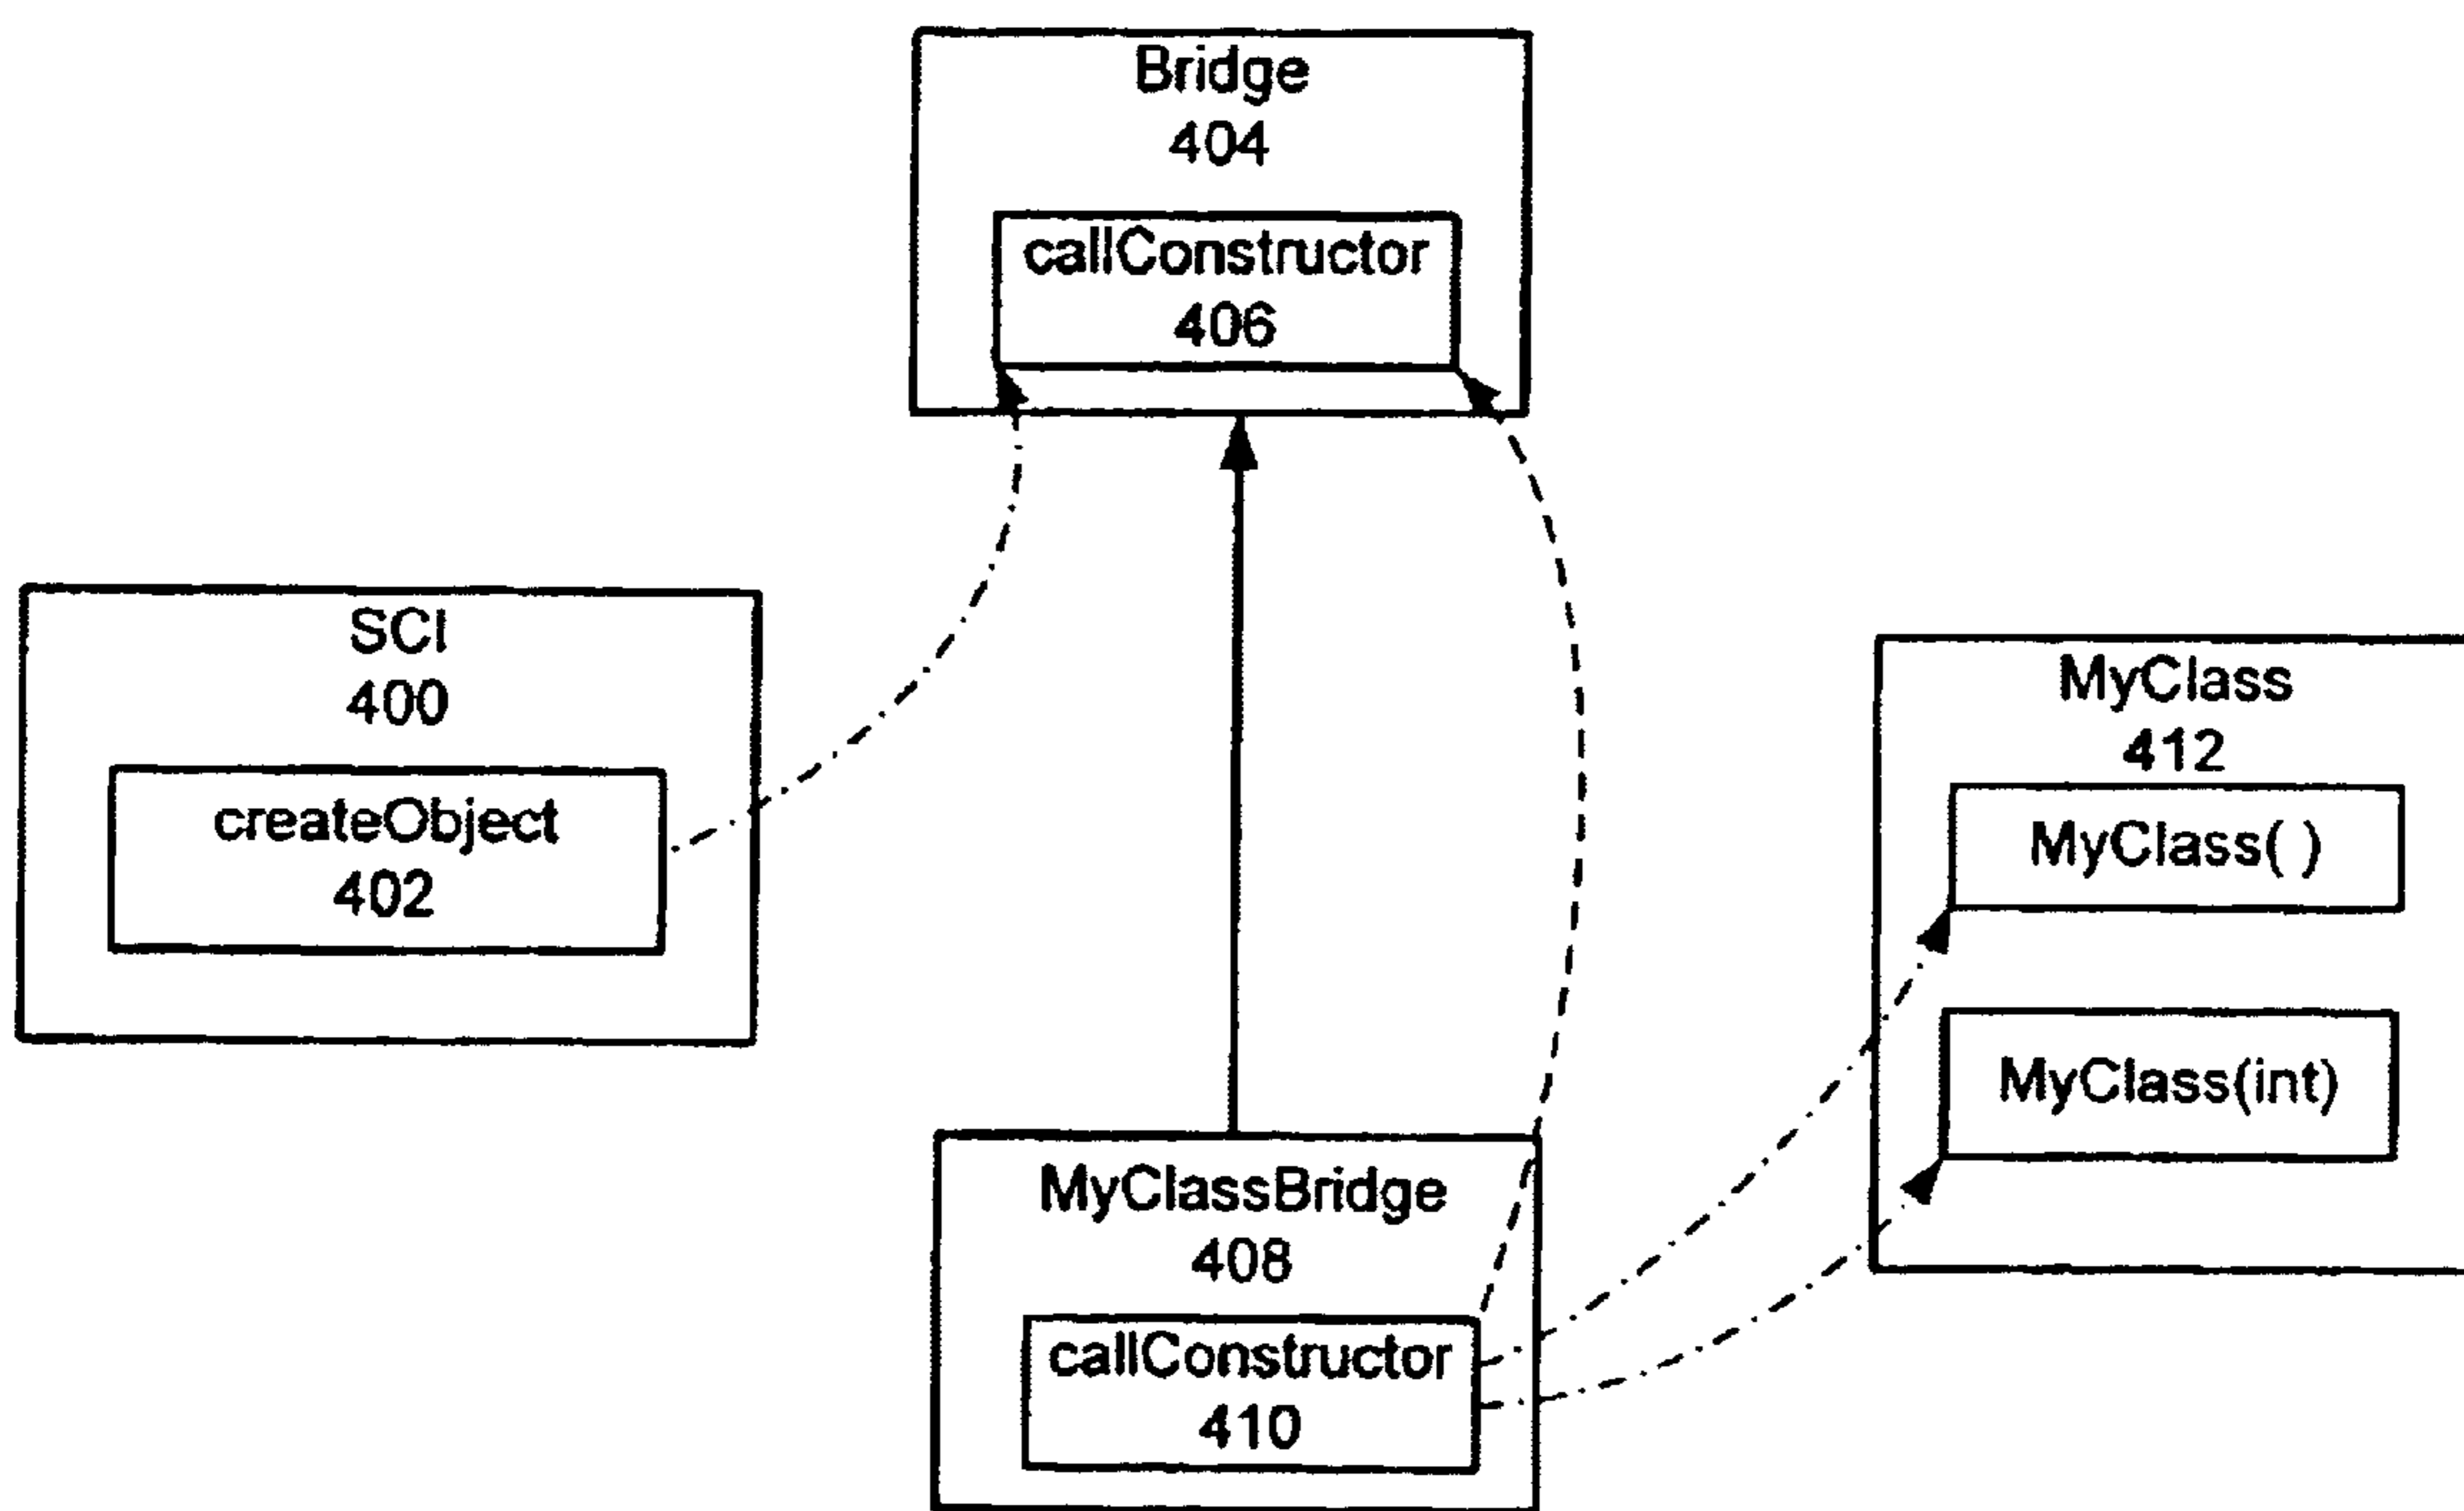 Bridge
404
callConstructor
406
SCI
400
createObject
402
MyClass
412
MyClass( )
MyClass(int)
MyClassBridge
408
callConstructor
410